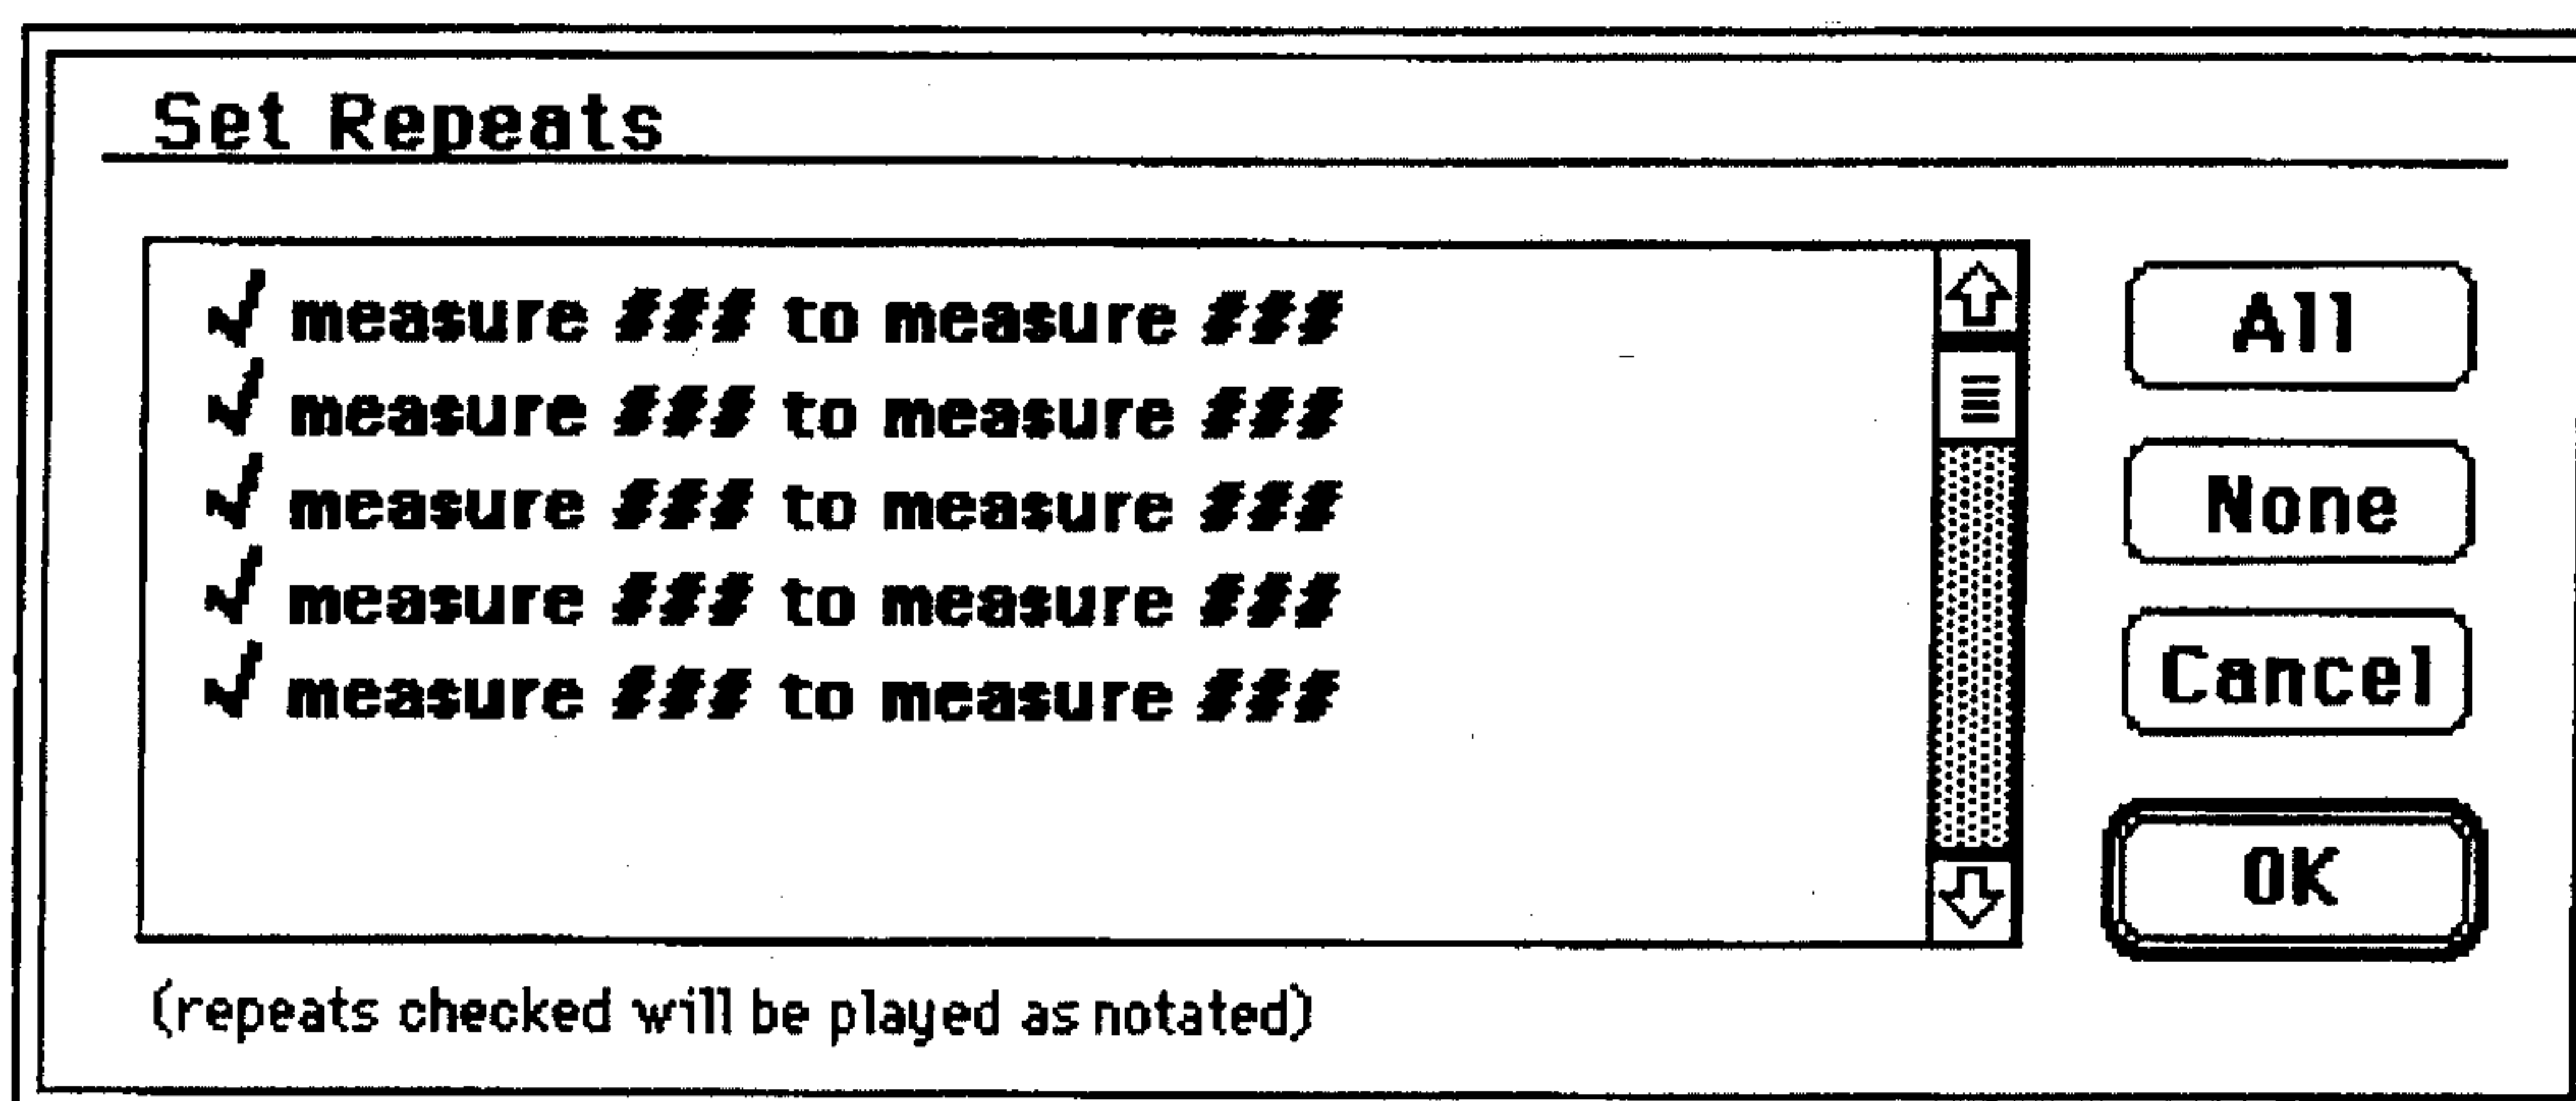 Set Repeats
✓ measure ### to measure ###
✓ measure ### to measure ###
✓ measure ### to measure ###
✓ measure ### to measure ###
✓ measure ### to measure ###
All
None
Cancel
OK
(repeats checked will be played as notated)